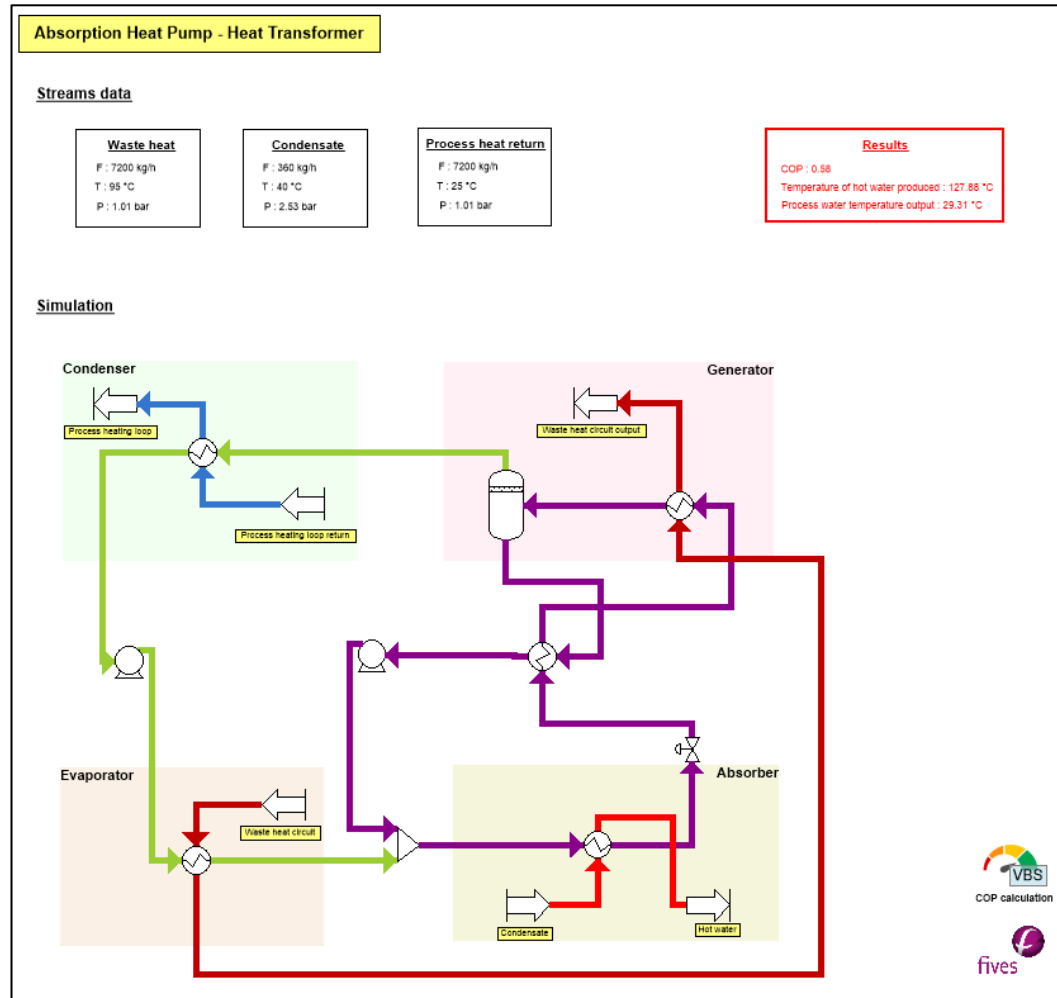 Absorption Heat Pump - Heat Transformer
Streams data
Waste heat
F : 7200 kg/h
T : 95 °C
P : 1.01 bar
Condensate
F : 360 kg/h
T : 40 °C
P : 2.53 bar
Process heat return
F : 7200 kg/h
T : 25 °C
P : 1.01 bar
Results
COP : 0.58
Temperature of hot water produced : 127.88 °C
Process water temperature output : 29.31 °C
Simulation
Condenser
Process heating loop
Process heating loop return
Generator
Waste heat circuit output
Evaporator
Waste heat circuit
Absorber
Condensate
Hot water
VBS
COP calculation
f
fives